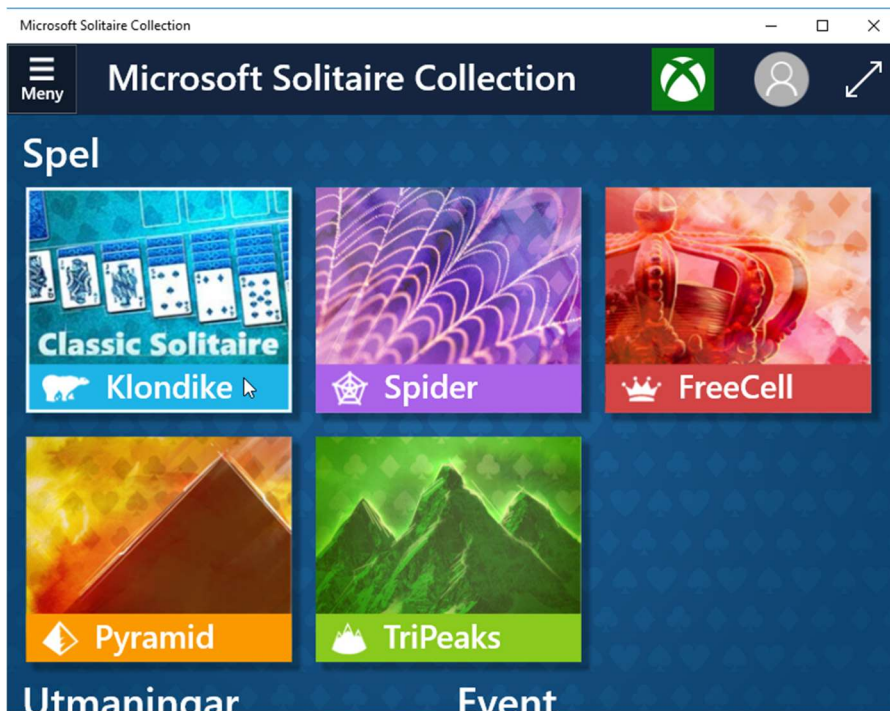 Microsoft Solitaire Collection
Meny
Microsoft Solitaire Collection
Spel
Classic Solitaire
Klondike
Spider
FreeCell
Pyramid
TriPeaks
Utmaningar
Event